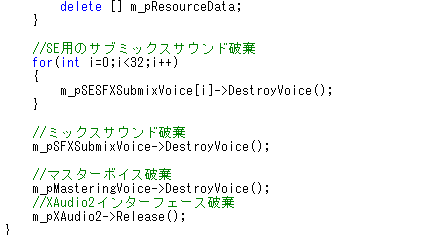 delete [] m_pResourceData;
}
//SE用のサブミックスサウンド破棄
for(int i=0;i<32;i++)
{
m_pSESFXSubmixVoice[i]->DestroyVoice();
}
//ミックスサウンド破棄
m_pSFXSubmixVoice->DestroyVoice();
//マスターボイス破棄
m_pMasteringVoice->DestroyVoice();
//XAudio2インターフェース破棄
m_pXAudio2->Release();
}